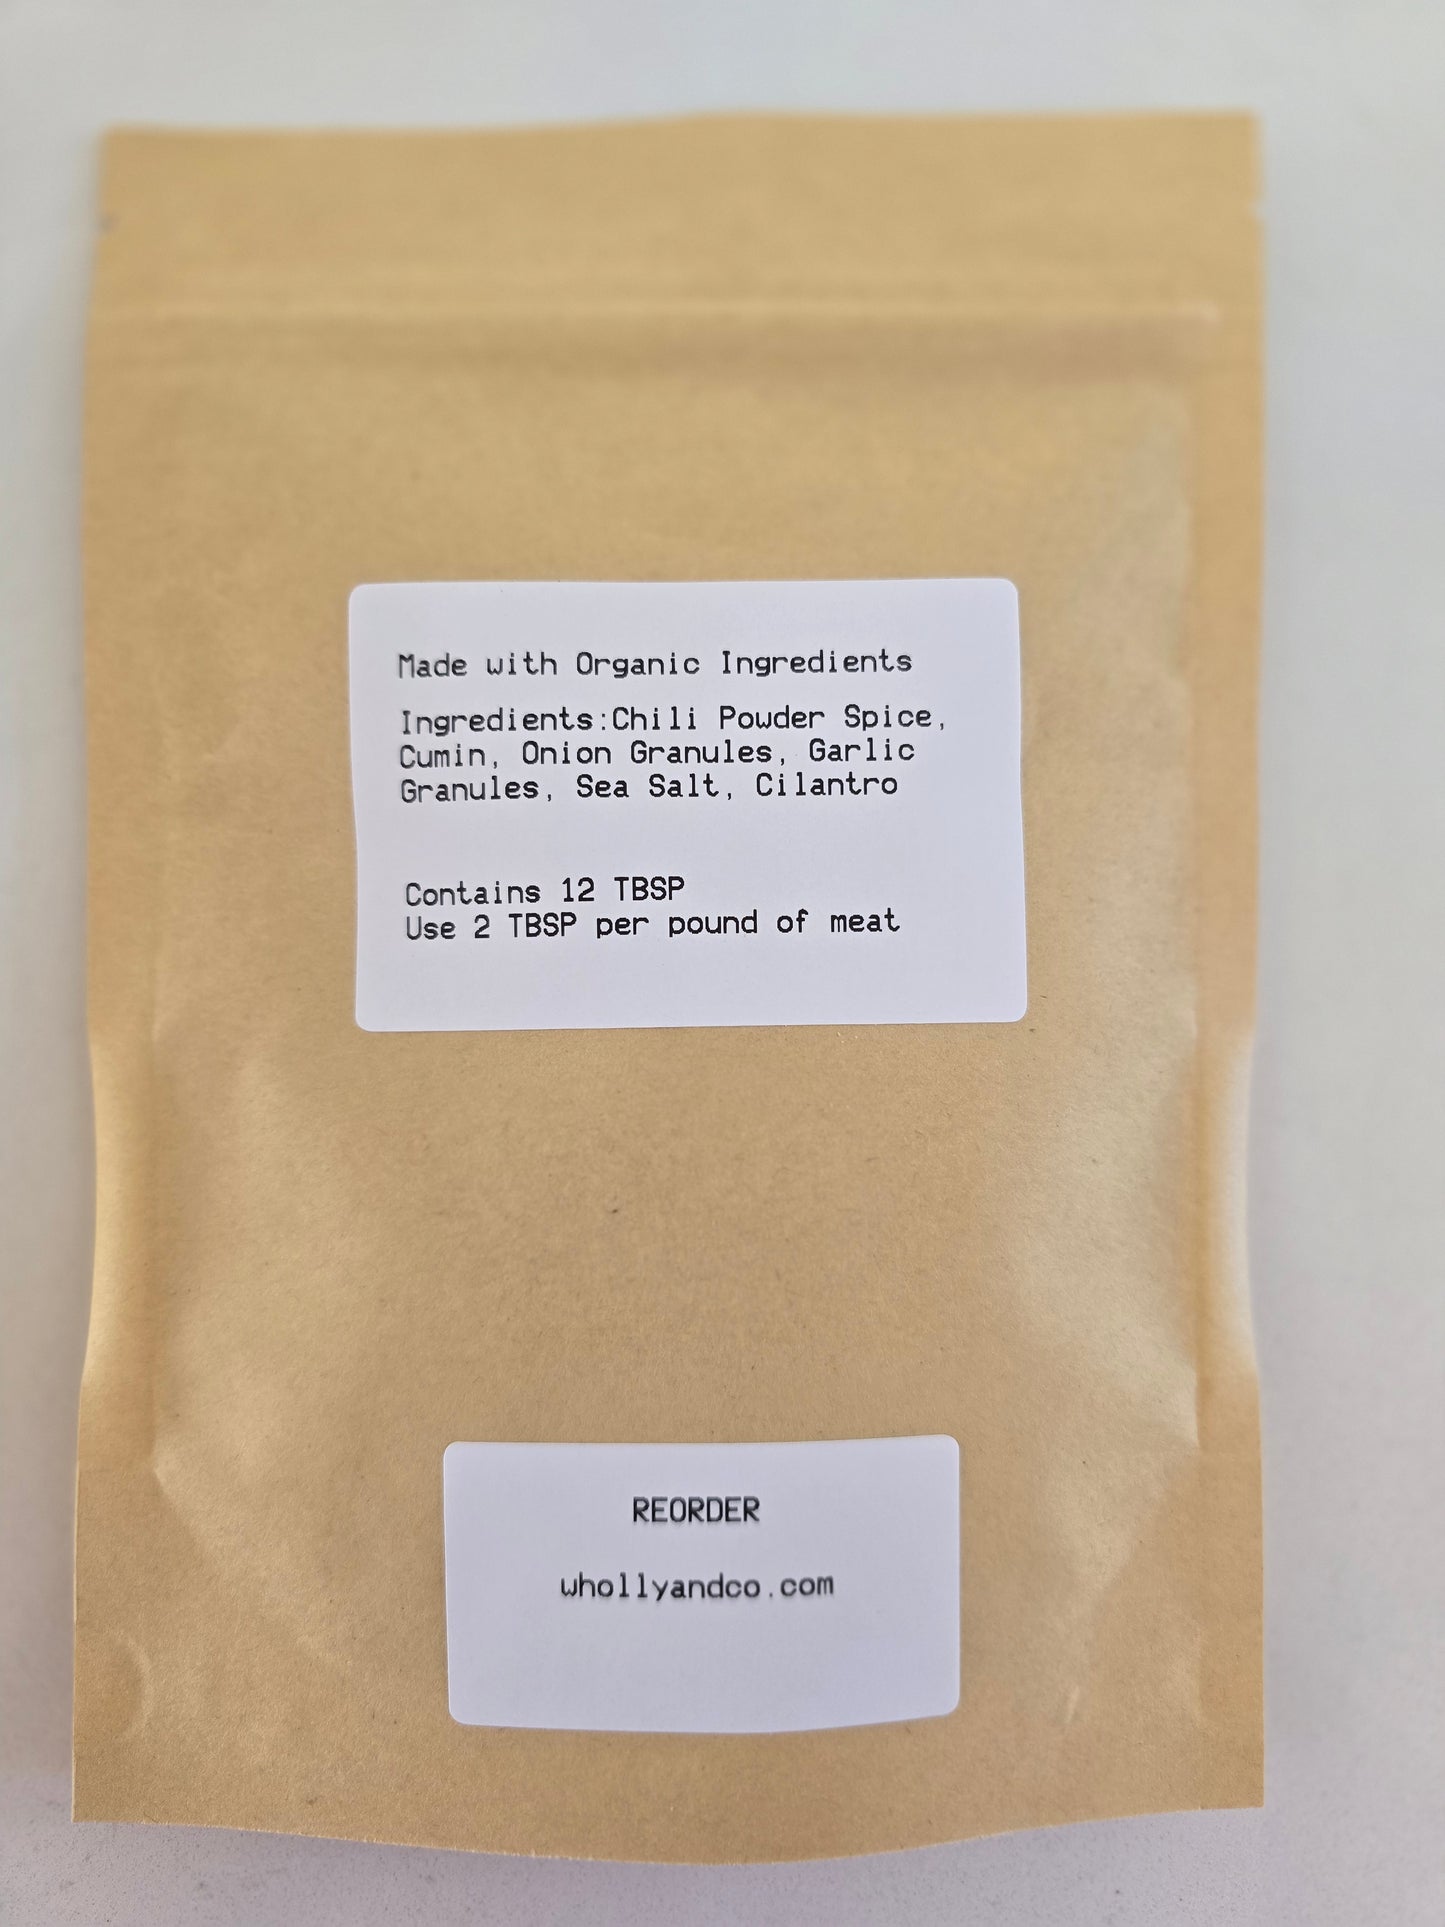 Made with Organic Ingredients
Ingredients:Chili Powder Spice,
Cumin, Onion Granules, Garlic
Granules, Sea Salt, Cilantro
Contains 12 TBSP
Use 2 TBSP per pound of meat
REORDER
whollyandco.com